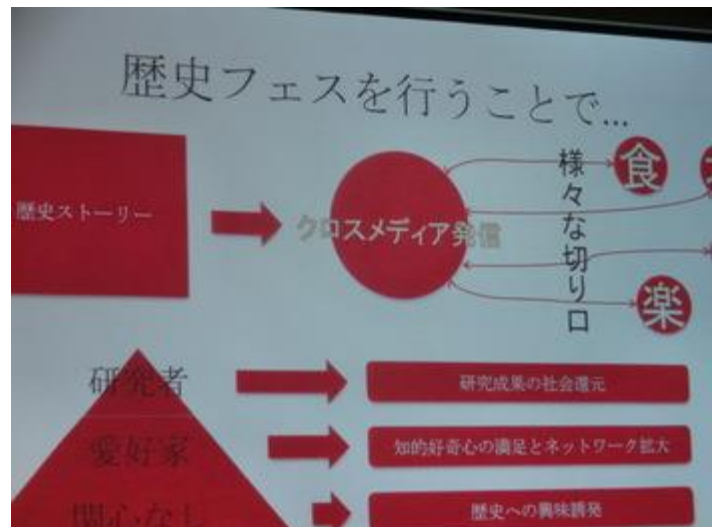 歴史フェスを行うことで...
歴史ストーリー
クロスメディア発信
様々な切り口
食
楽
研究者
研究成果の社会還元
愛好家
知的好奇心の満足とネットワーク拡大
関心なし
歴史への興味誘発